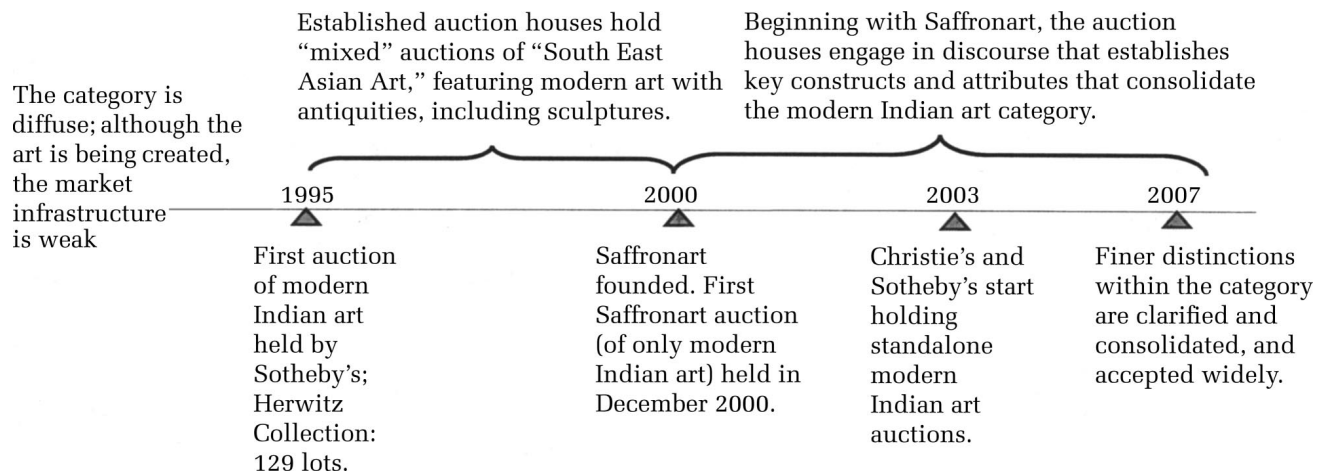 The category is
diffuse; although the
art is being created,
the market
infrastructure
is weak
Established auction houses hold
“mixed” auctions of “South East
Asian Art,” featuring modern art with
antiquities, including sculptures.
Beginning with Saffronart, the auction
houses engage in discourse that establishes
key constructs and attributes that consolidate
the modern Indian art category.
1995
2000
2003
2007
First auction
of modern
Indian art
held by
Sotheby’s;
Herwitz
Collection:
129 lots.
Saffronart
founded. First
Saffronart auction
(of only modern
Indian art) held in
December 2000.
Christie’s and
Sotheby’s start
holding
standalone
modern
Indian art
auctions.
Finer distinctions
within the category
are clarified and
consolidated, and
accepted widely.